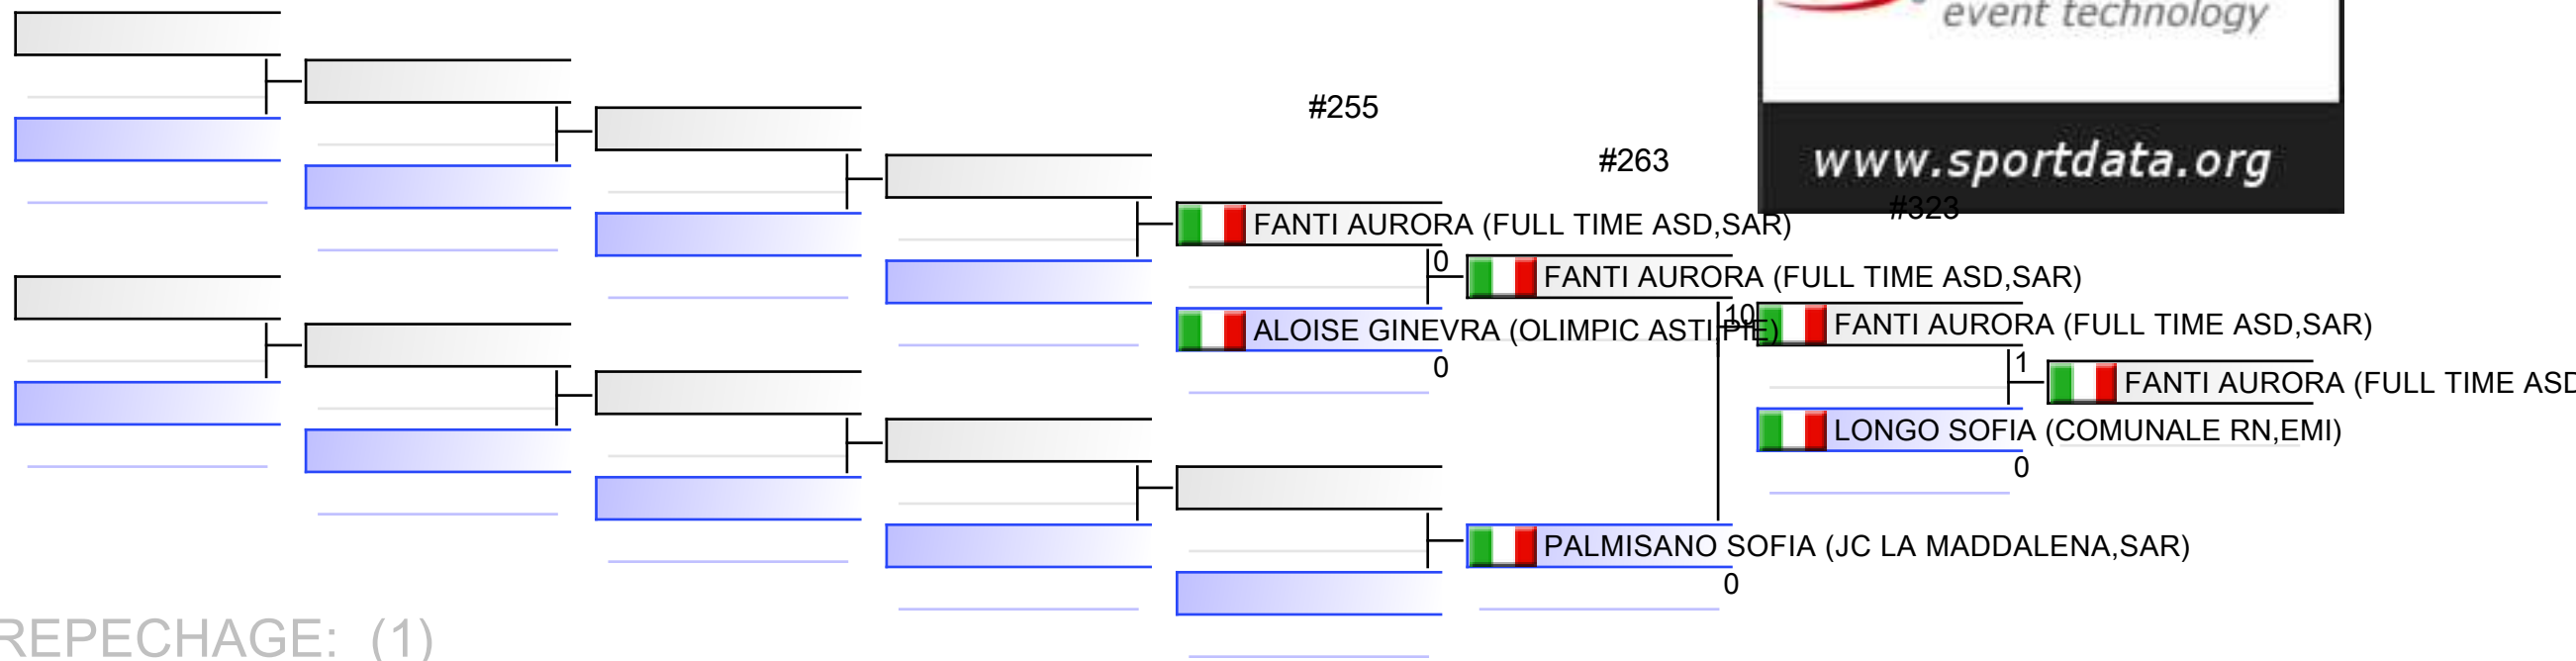 event technology
#255
#263
www.sportdata.org
#323
FANTI AURORA (FULL TIME ASD,SAR)
0
FANTI AURORA (FULL TIME ASD,SAR)
ALOISE GINEVRA (OLIMPIC ASTI,PIE)
0
10
FANTI AURORA (FULL TIME ASD,SAR)
1
FANTI AURORA (FULL TIME ASD
LONGO SOFIA (COMUNALE RN,EMI)
0
PALMISANO SOFIA (JC LA MADDALENA,SAR)
0
REPECHAGE: (1)